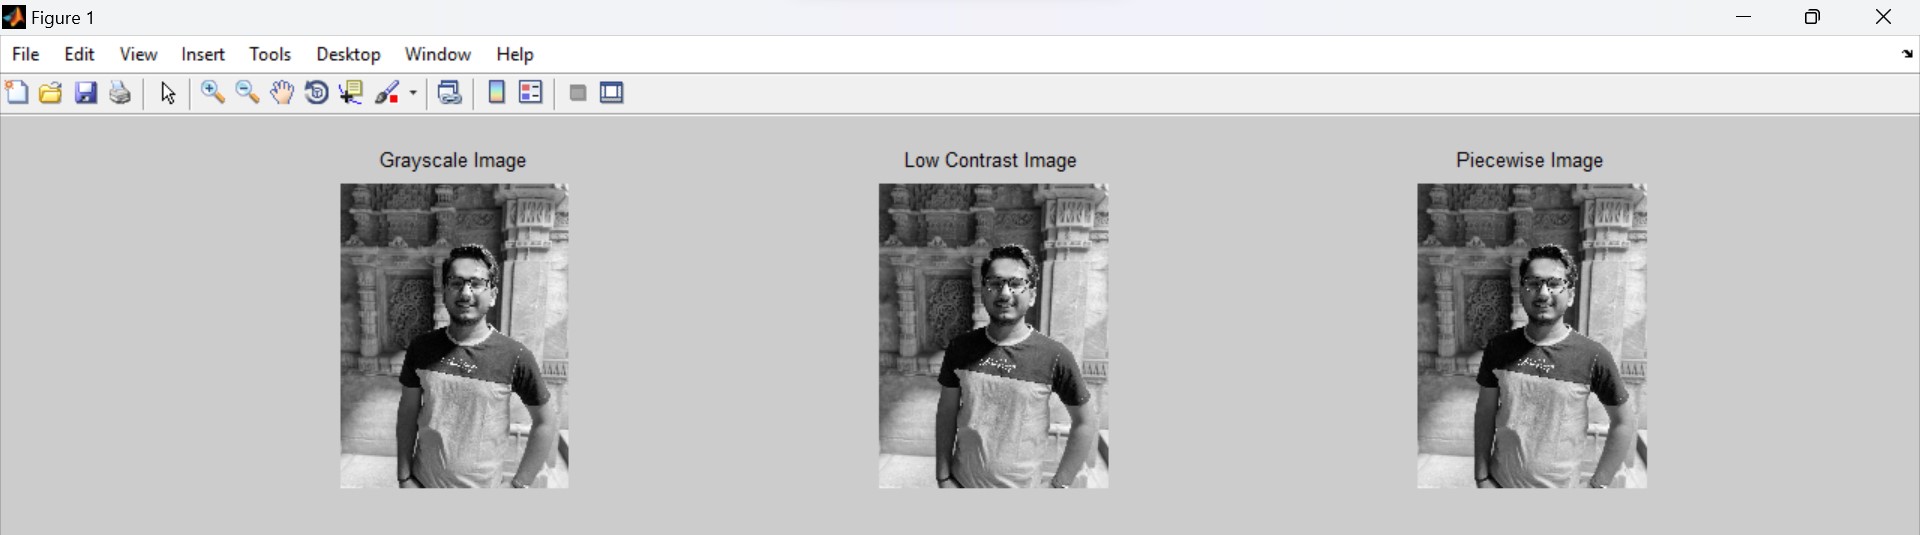 Figure 1
File Edit View Insert Tools Desktop Window Help
Grayscale Image
Low Contrast Image
Piecewise Image